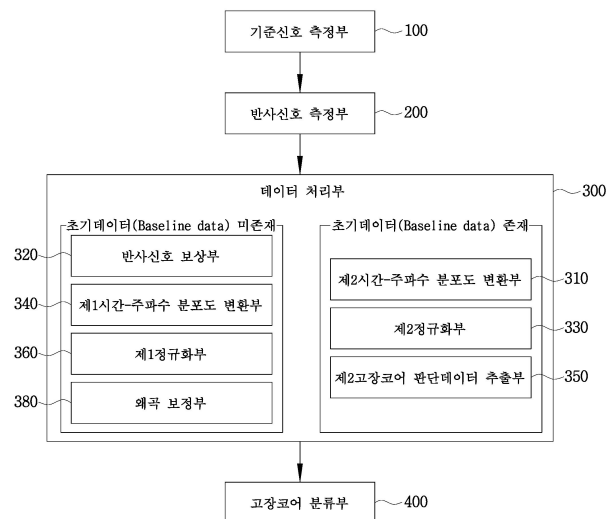 기준신호 측정부
100
반사신호 측정부
200
데이터 처리부
300
초기데이터(Baseline data) 미존재
320
반사신호 보상부
340
제1시간-주파수 분포도 변환부
360
제1정규화부
380
왜곡 보정부
초기데이터(Baseline data) 존재
제2시간-주파수 분포도 변환부
310
제2정규화부
330
제2고장코어 판단데이터 추출부
350
고장코어 분류부
400